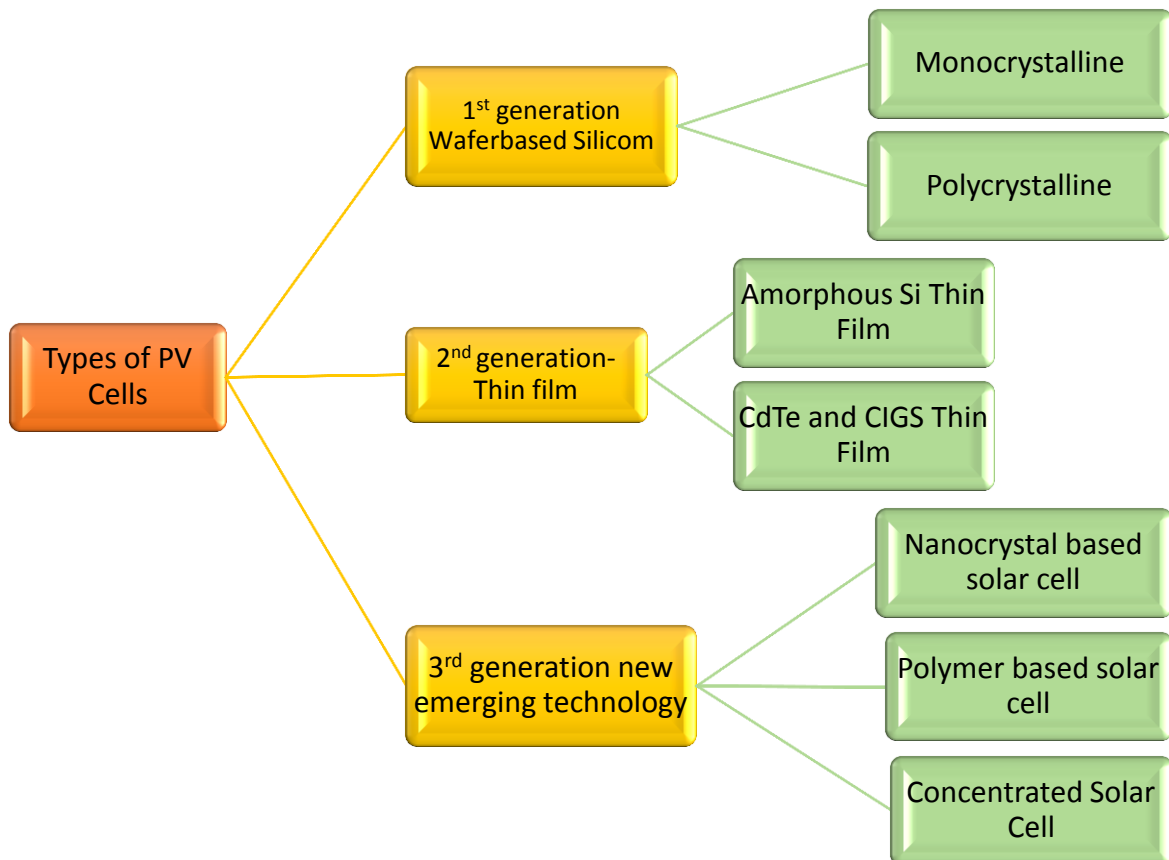 Types of PV
Cells
1st generation
Waferbased Silicom
Monocrystalline
Polycrystalline
2nd generation-
Thin film
Amorphous Si Thin
Film
CdTe and CIGS Thin
Film
3rd generation new
emerging technology
Nanocrystal based
solar cell
Polymer based solar
cell
Concentrated Solar
Cell